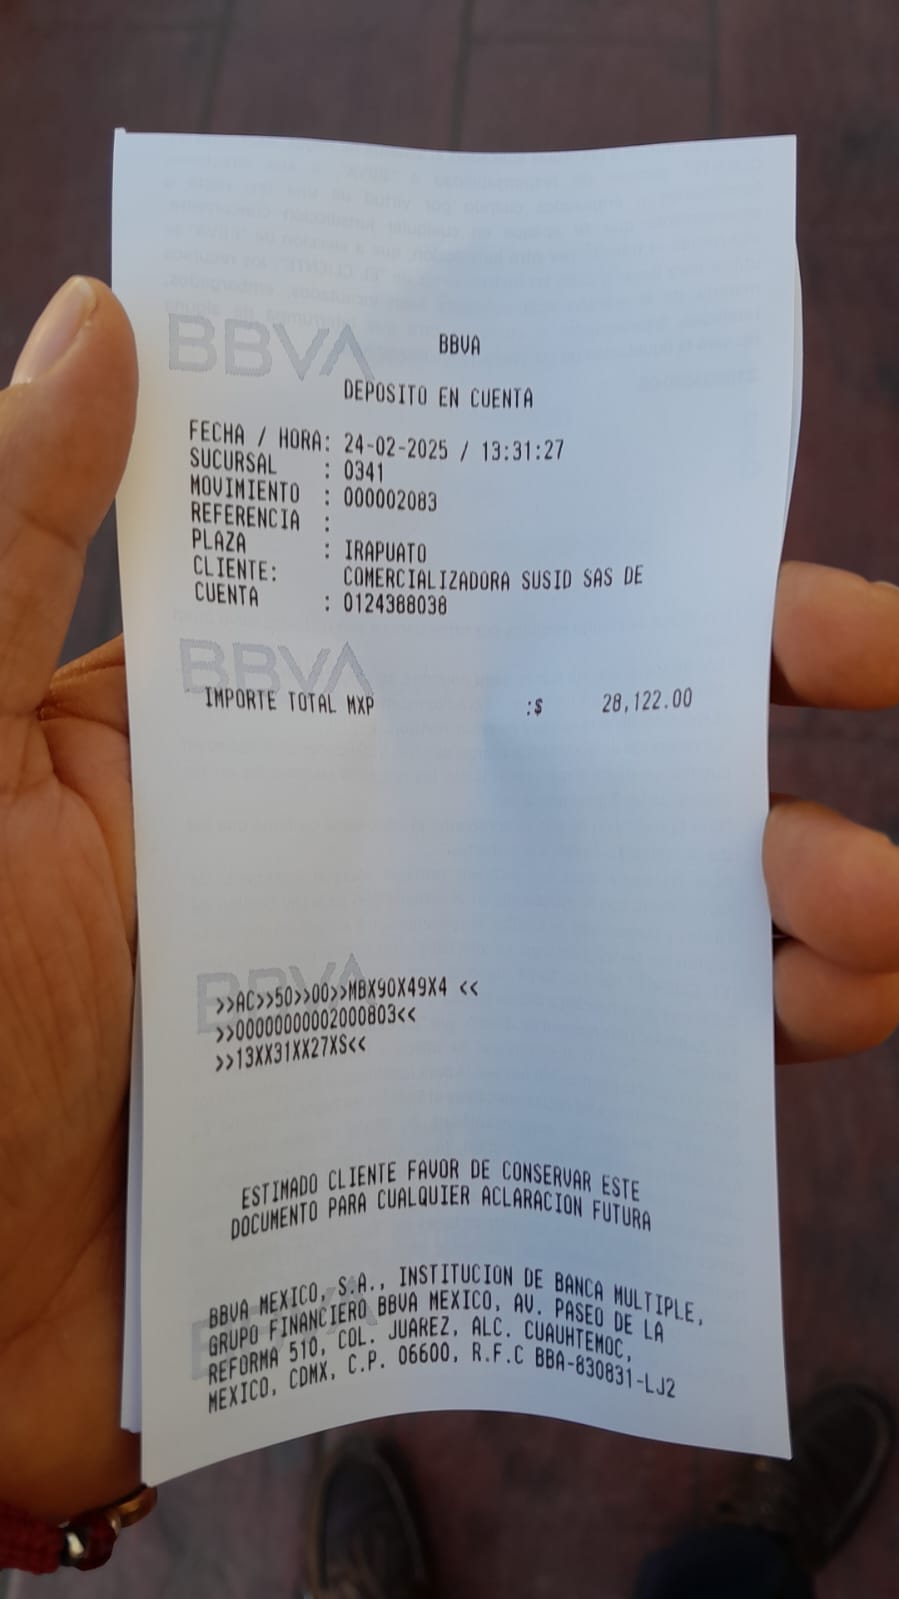 BBVA
BBVA
DEPOSITO EN CUENTA
FECHA / HORA: 24-02-2025 / 13:31:27
SUCURSAL : 0341
MOVIMIENTO : 000002083
REFERENCIA :
PLAZA : IRAPUATO
CLIENTE: COMERCIALIZADORA SUSID SAS DE
CUENTA : 0124388038
BBVA
IMPORTE TOTAL MXP :$ 28,122.00
BBVA
>>AC>>50>>00>>MBX90X49X4 <<
>>00000000002000803<<
>>13XX31XX27XS<<
ESTIMADO CLIENTE FAVOR DE CONSERVAR ESTE
DOCUMENTO PARA CUALQUIER ACLARACION FUTURA
BBVA MEXICO, S.A., INSTITUCION DE BANCA MULTIPLE,
GRUPO FINANCIERO BBVA MEXICO, AV. PASEO DE LA
REFORMA 510, COL. JUAREZ, ALC. CUAUHTEMOC,
MEXICO, CDMX, C.P. 06600, R.F.C BBA-830831-LJ2